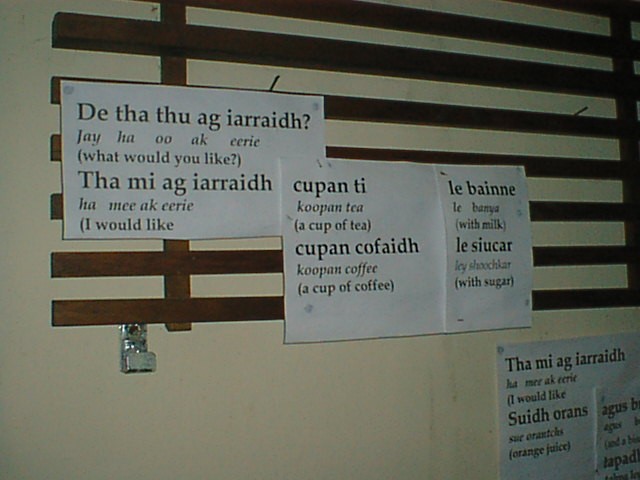 De tha thu ag iarraidh?
Jay ha oo ak eerie
(what would you like?)
Tha mi ag iarraidh
ha mee ak eerie
(I would like
cupan ti
koopan tea
(a cup of tea)
cupan cofaidh
koopan coffee
(a cup of coffee)
le bainne
le banya
(with milk)
le siucar
ley shoochkar
(with sugar)
Tha mi ag iarraidh
ha mee ak eerie
(I would like
Suidh orans
sue orantchs
(orange juice)
agus
agus
(and a